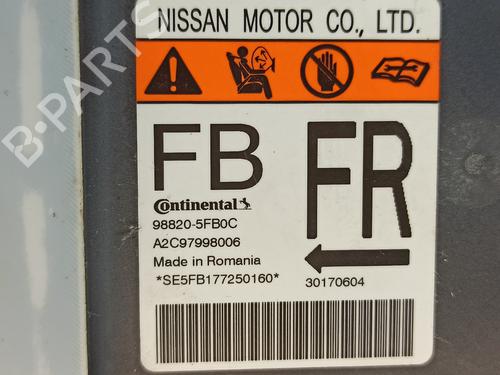 NISSAN MOTOR CO., LTD.
FB
FR
Continental
98820-5FB0C
A2C97998006
Made in Romania
*SE5FB177250160*
30170604
B-PARTS